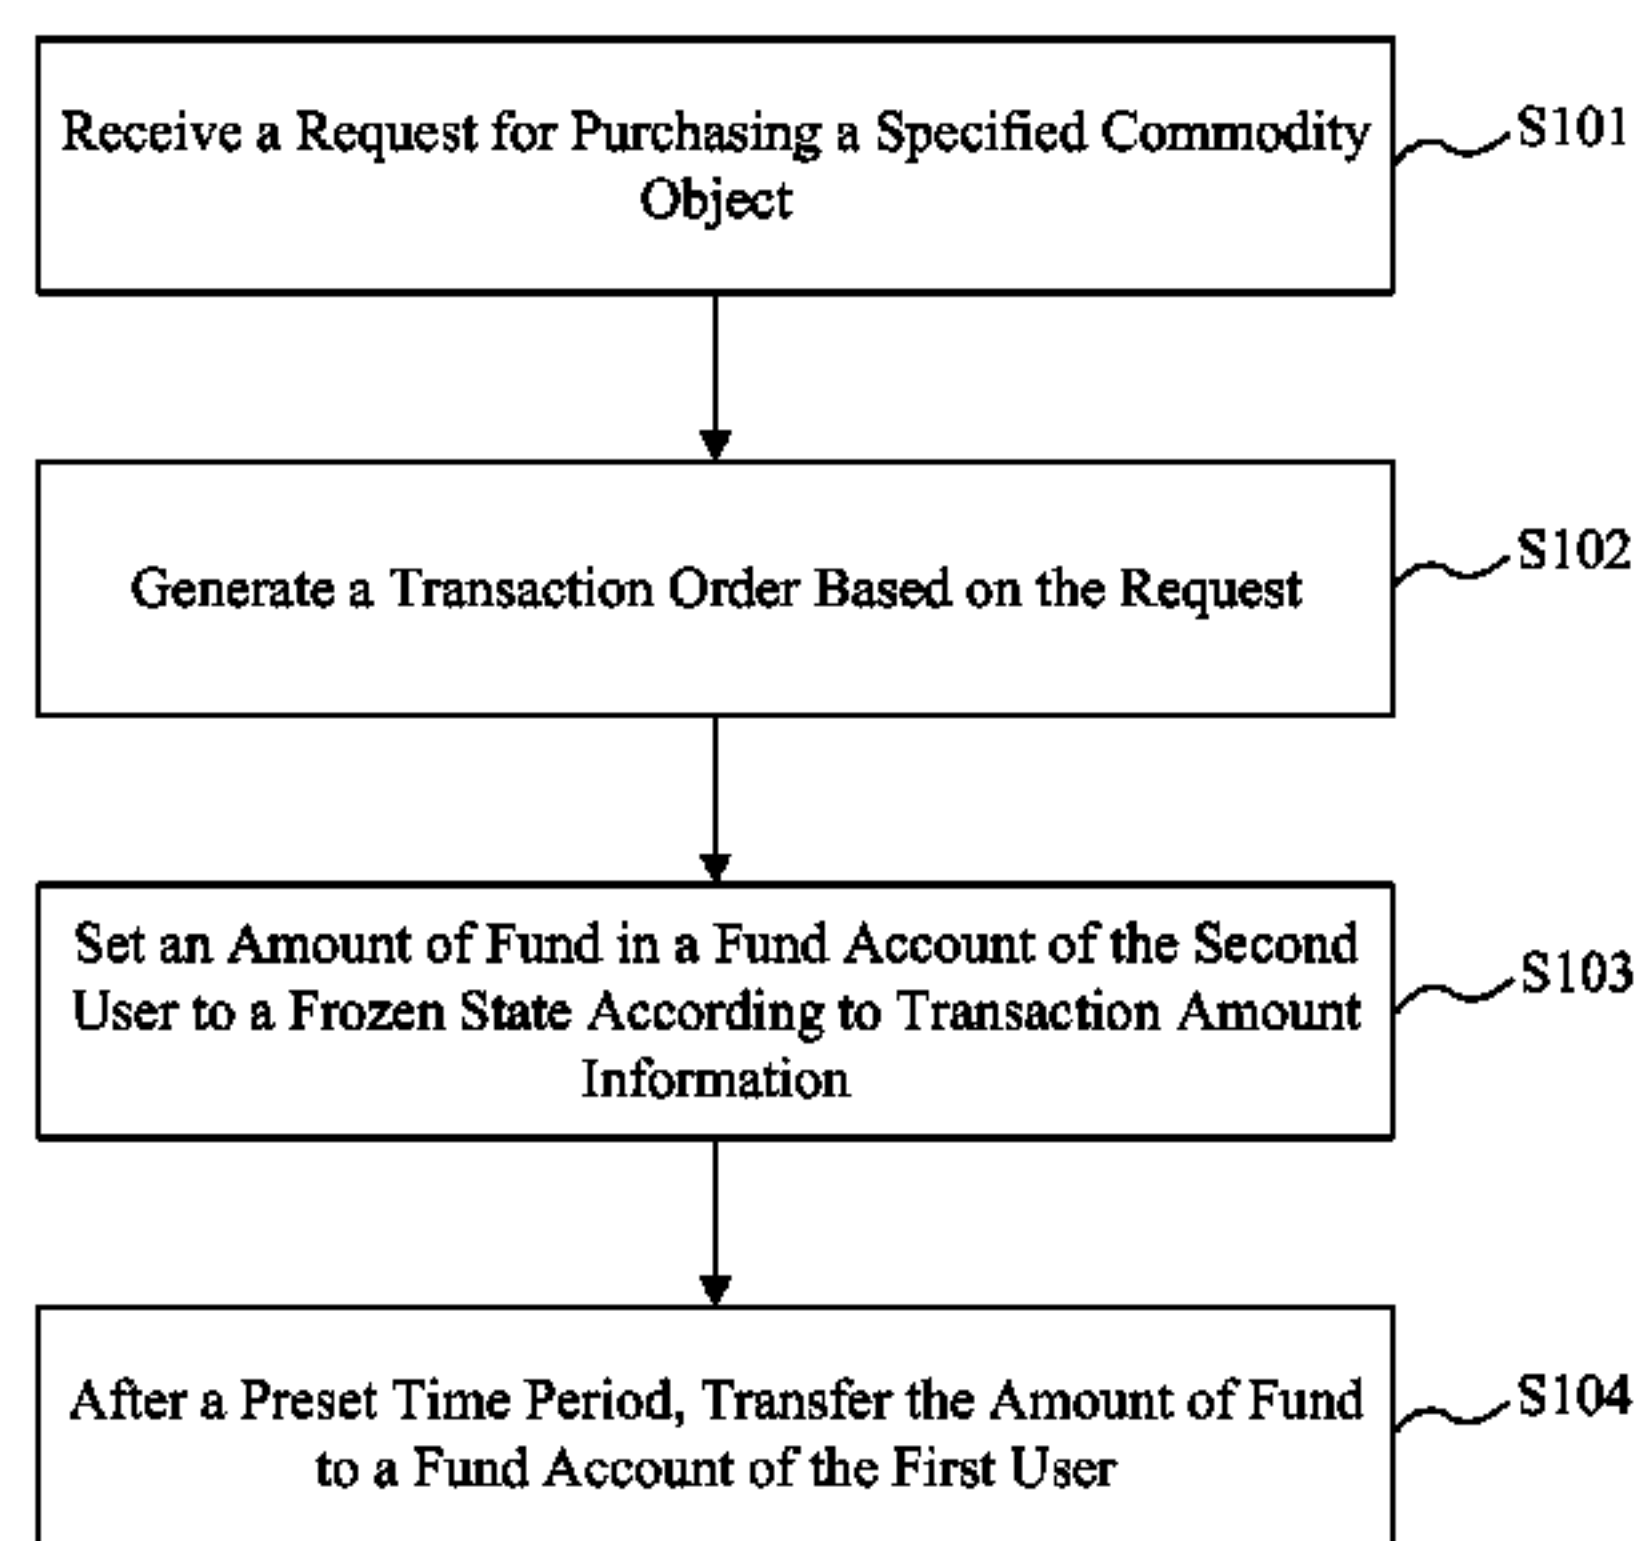 Receive a Request for Purchasing a Specified Commodity
Object
S101
Generate a Transaction Order Based on the Request
S102
Set an Amount of Fund in a Fund Account of the Second
User to a Frozen State According to Transaction Amount
Information
S103
After a Preset Time Period, Transfer the Amount of Fund
to a Fund Account of the First User
S104